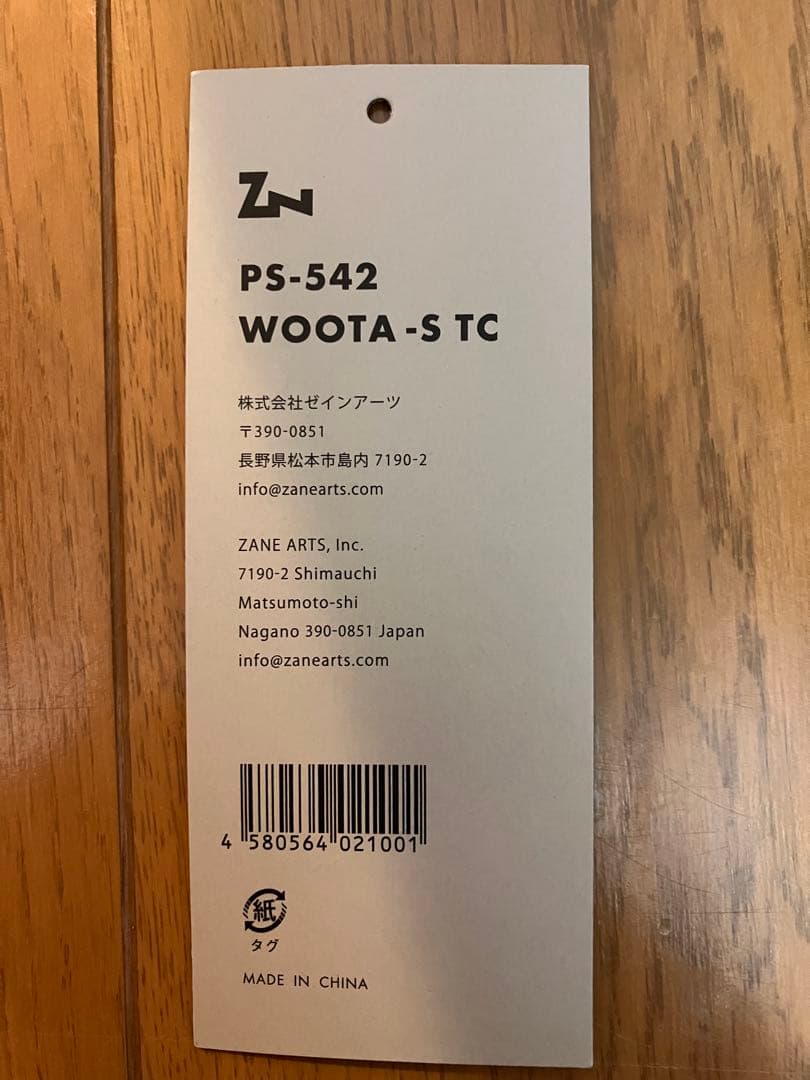 ZN
PS-542
WOOTA -S TC
株式会社ゼインアーツ
〒390-0851
長野県松本市島内 7190-2
info@zanearts.com
ZANE ARTS, Inc.
7190-2 Shimauchi
Matsumoto-shi
Nagano 390-0851 Japan
info@zanearts.com
4 580564 021001
紙
タグ
MADE IN CHINA